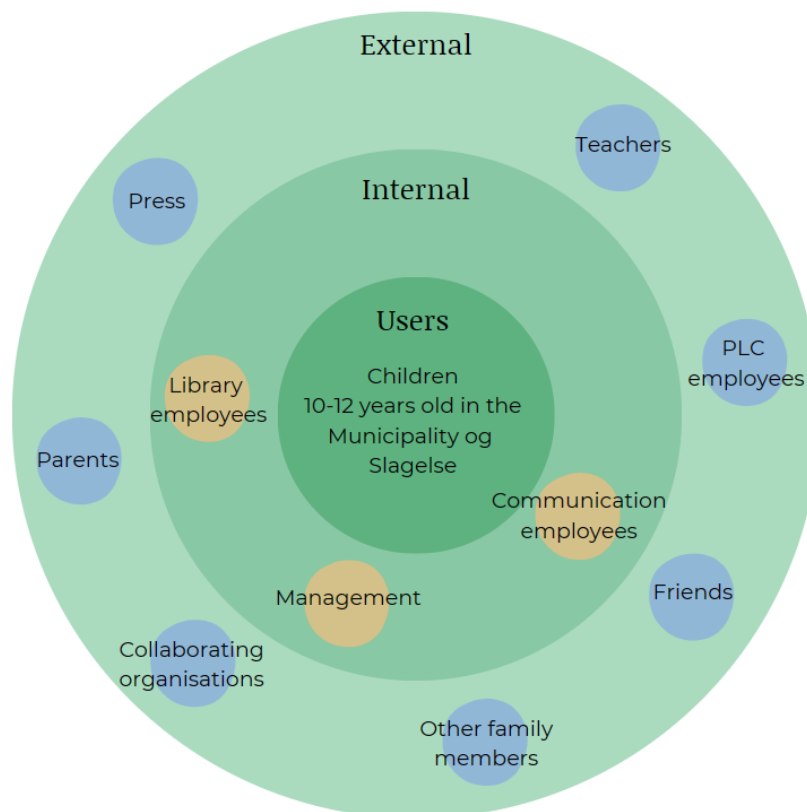 External
Teachers
Press
Internal
Users
PLC
employees
Children
10-12 years old in the
Municipality og
Slagelse
Library
employees
Parents
Communication
employees
Management
Friends
Collaborating
organisations
Other family
members